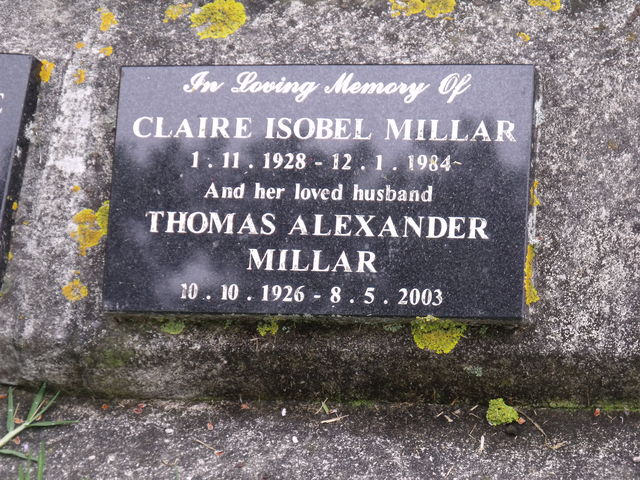 In Loving Memory Of
CLAIRE ISOBEL MILLAR
1 . 11 . 1928 - 12 . 1 . 1984
And her loved husband
THOMAS ALEXANDER
MILLAR
10 . 10 . 1926 - 8 . 5 . 2003